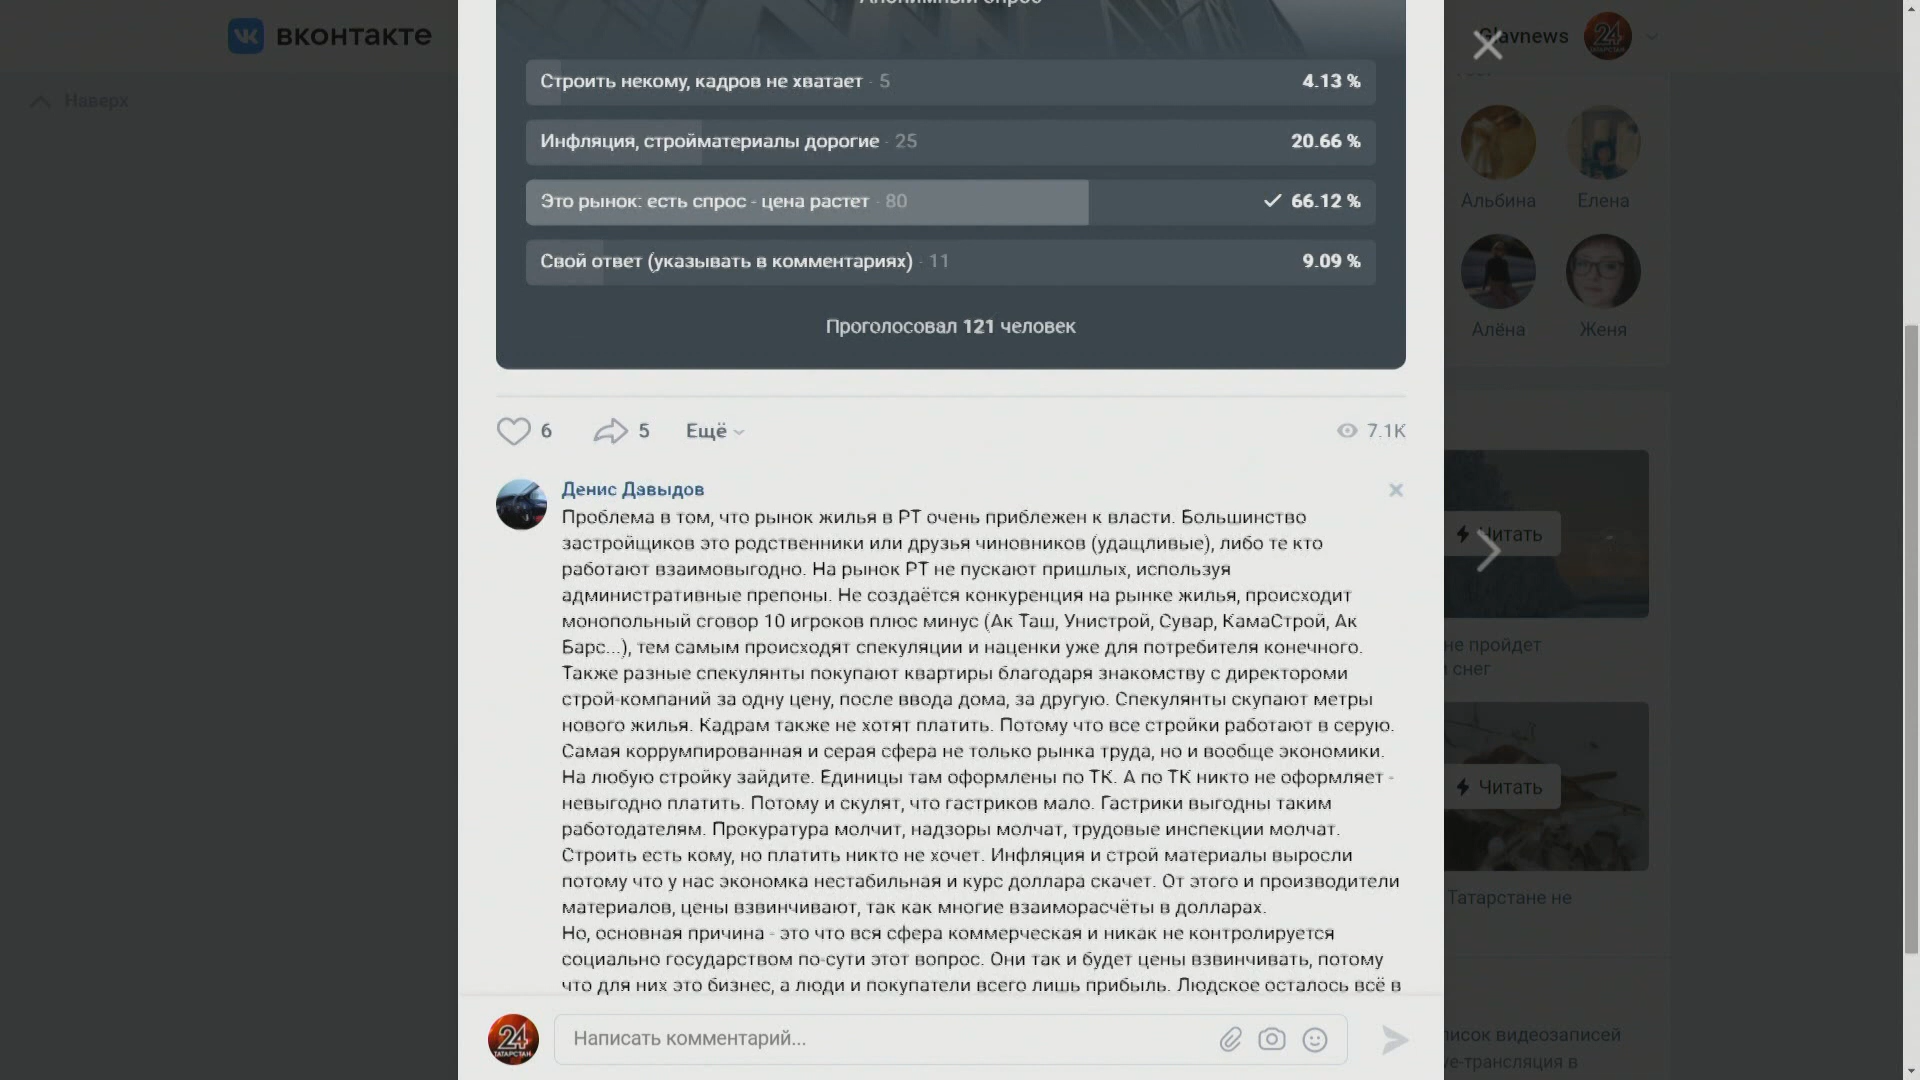 вконтакте
Наверх
Glavnews
Анонимный опрос
Строить некому, кадров не хватает · 5
4.13 %
Инфляция, стройматериалы дорогие · 25
20.66 %
Это рынок: есть спрос - цена растет · 80
66.12 %
Свой ответ (указывать в комментариях) · 11
9.09 %
Проголосовал 121 человек
6
5
Ещё
7.1K
Денис Давыдов
Проблема в том, что рынок жилья в РТ очень приближен к власти. Большинство
застройщиков это родственники или друзья чиновников (удащливые), либо те кто
работают взаимовыгодно. На рынок РТ не пускают пришлых, используя
административные препоны. Не создаётся конкуренция на рынке жилья, происходит
монопольный сговор 10 игроков плюс минус (Ак Таш, Унистрой, Сувар, КамаСтрой, Ак
Барс...), тем самым происходят спекуляции и наценки уже для потребителя конечного.
Также разные спекулянты покупают квартиры благодаря знакомству с директороми
строй-компаний за одну цену, после ввода дома, за другую. Спекулянты скупают метры
нового жилья. Кадрам также не хотят платить. Потому что все стройки работают в серую.
Самая коррумпированная и серая сфера не только рынка труда, но и вообще экономики.
На любую стройку зайдите. Единицы там оформлены по ТК. А по ТК никто не оформляет -
невыгодно платить. Потому и скулят, что гастриков мало. Гастрики выгодны таким
работодателям. Прокуратура молчит, надзоры молчат, трудовые инспекции молчат.
Строить есть кому, но платить никто не хочет. Инфляция и строй материалы выросли
потому что у нас экономка нестабильная и курс доллара скачет. От этого и производители
материалов, цены взвинчивают, так как многие взаиморасчёты в долларах.
Но, основная причина - это что вся сфера коммерческая и никак не контролируется
социально государством по-сути этот вопрос. Они так и будет цены взвинчивать, потому
что для них это бизнес, а люди и покупатели всего лишь прибыль. Людское осталось всё в
24
ТАТАРСТАН
Написать комментарий...
Альбина
Елена
Алёна
Женя
Читать
не пройдет
снег
Читать
Татарстане не
писок видеозаписей
ve-трансляция в